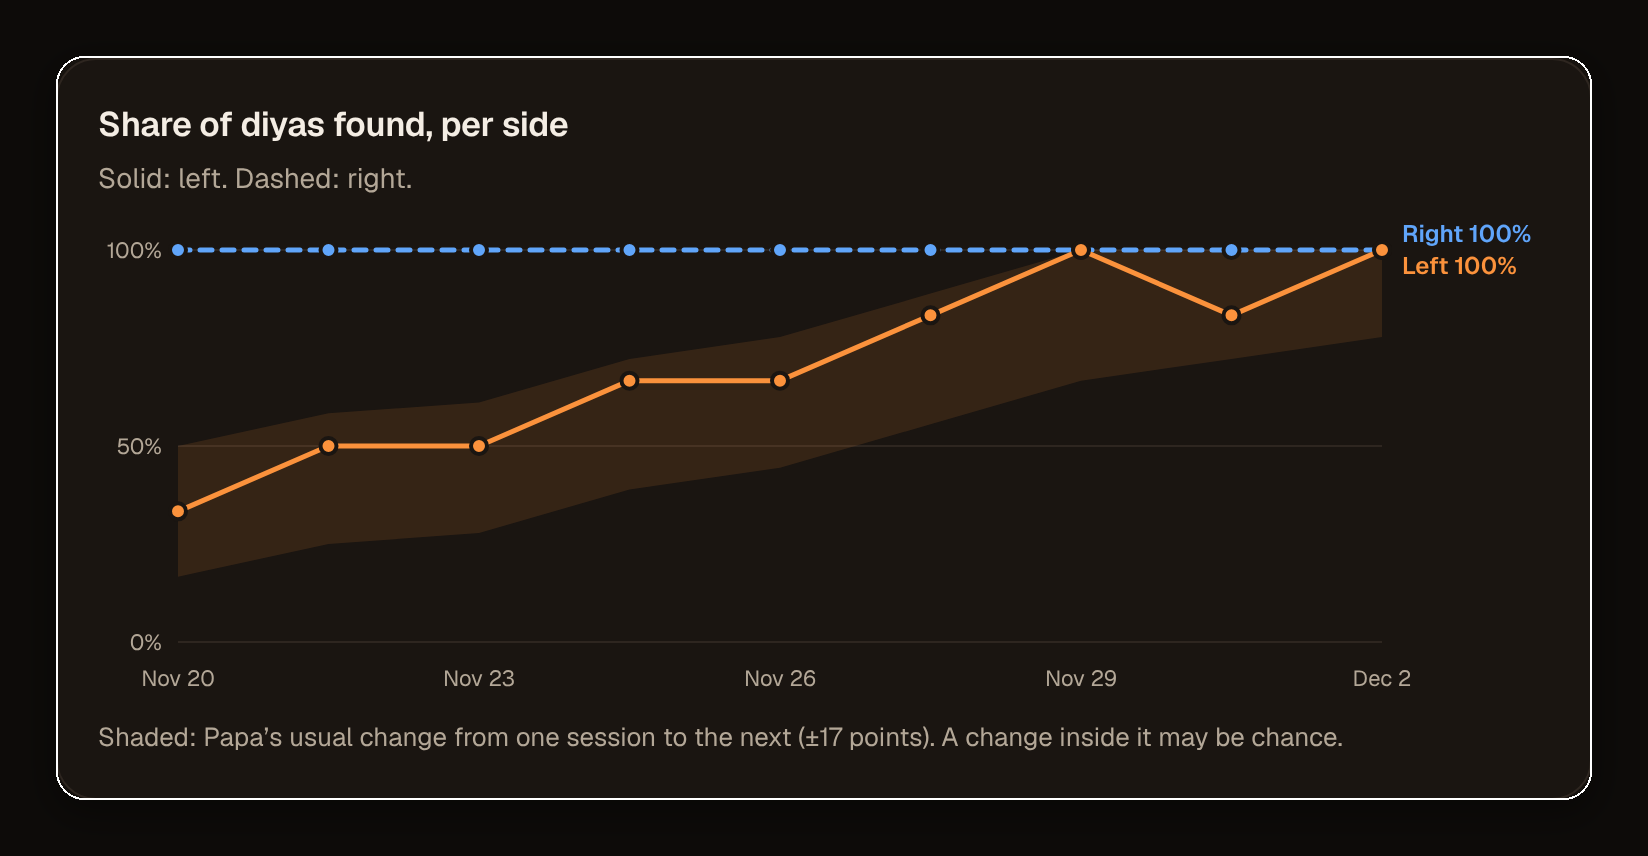 Share of diyas found, per side
Solid: left. Dashed: right.
Right 100%
100%
Left 100%
50%
0%
Nov 20
Nov 23
Nov 26
Nov 29
Dec 2
Shaded: Papa’s usual change from one session to the next (±17 points). A change inside it may be chance.